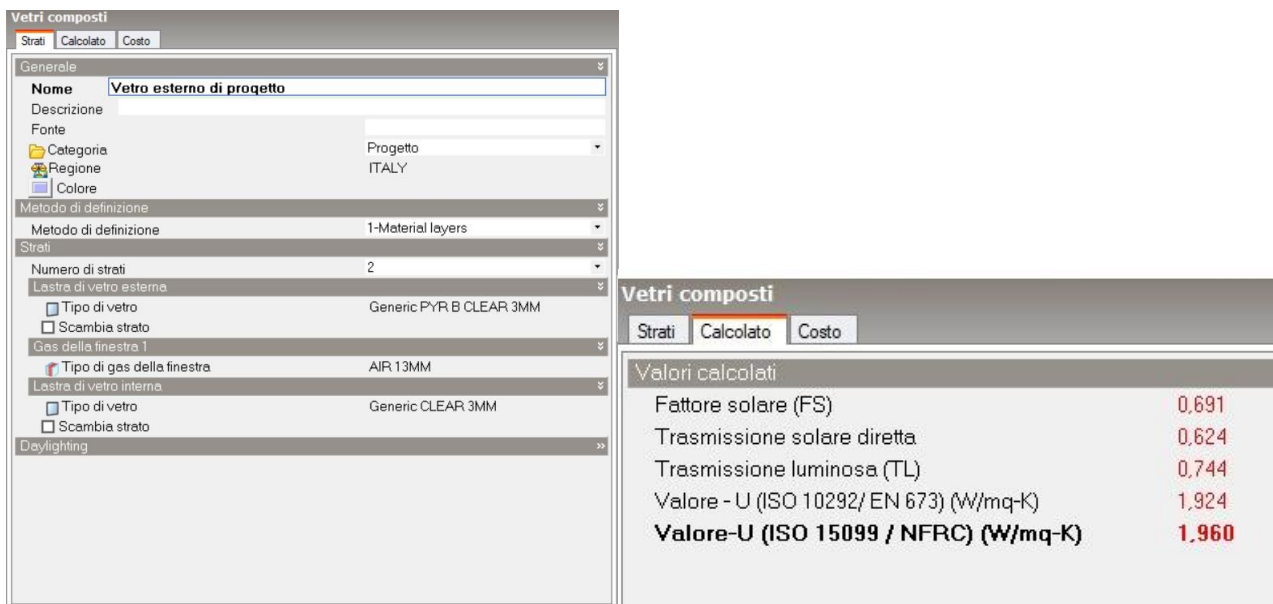 Vetri composti
Strati Calcolato Costo
Generale
Nome Vetro esterno di progetto
Descrizione
Fonte
Categoria Progetto
Regione ITALY
Colore
Metodo di definizione
Metodo di definizione 1-Material layers
Strati
Numero di strati 2
Lastra di vetro esterna
Tipo di vetro Generic PYR B CLEAR 3MM
Scambia strato
Gas della finestra 1
Tipo di gas della finestra AIR 13MM
Lastra di vetro interna
Tipo di vetro Generic CLEAR 3MM
Scambia strato
Daylighting
Vetri composti
Strati Calcolato Costo
Valori calcolati
Fattore solare (FS) 0,691
Trasmissione solare diretta 0,624
Trasmissione luminosa (TL) 0,744
Valore - U (ISO 10292/ EN 673) (W/mq-K) 1,924
Valore-U (ISO 15099 / NFRC) (W/mq-K) 1,960